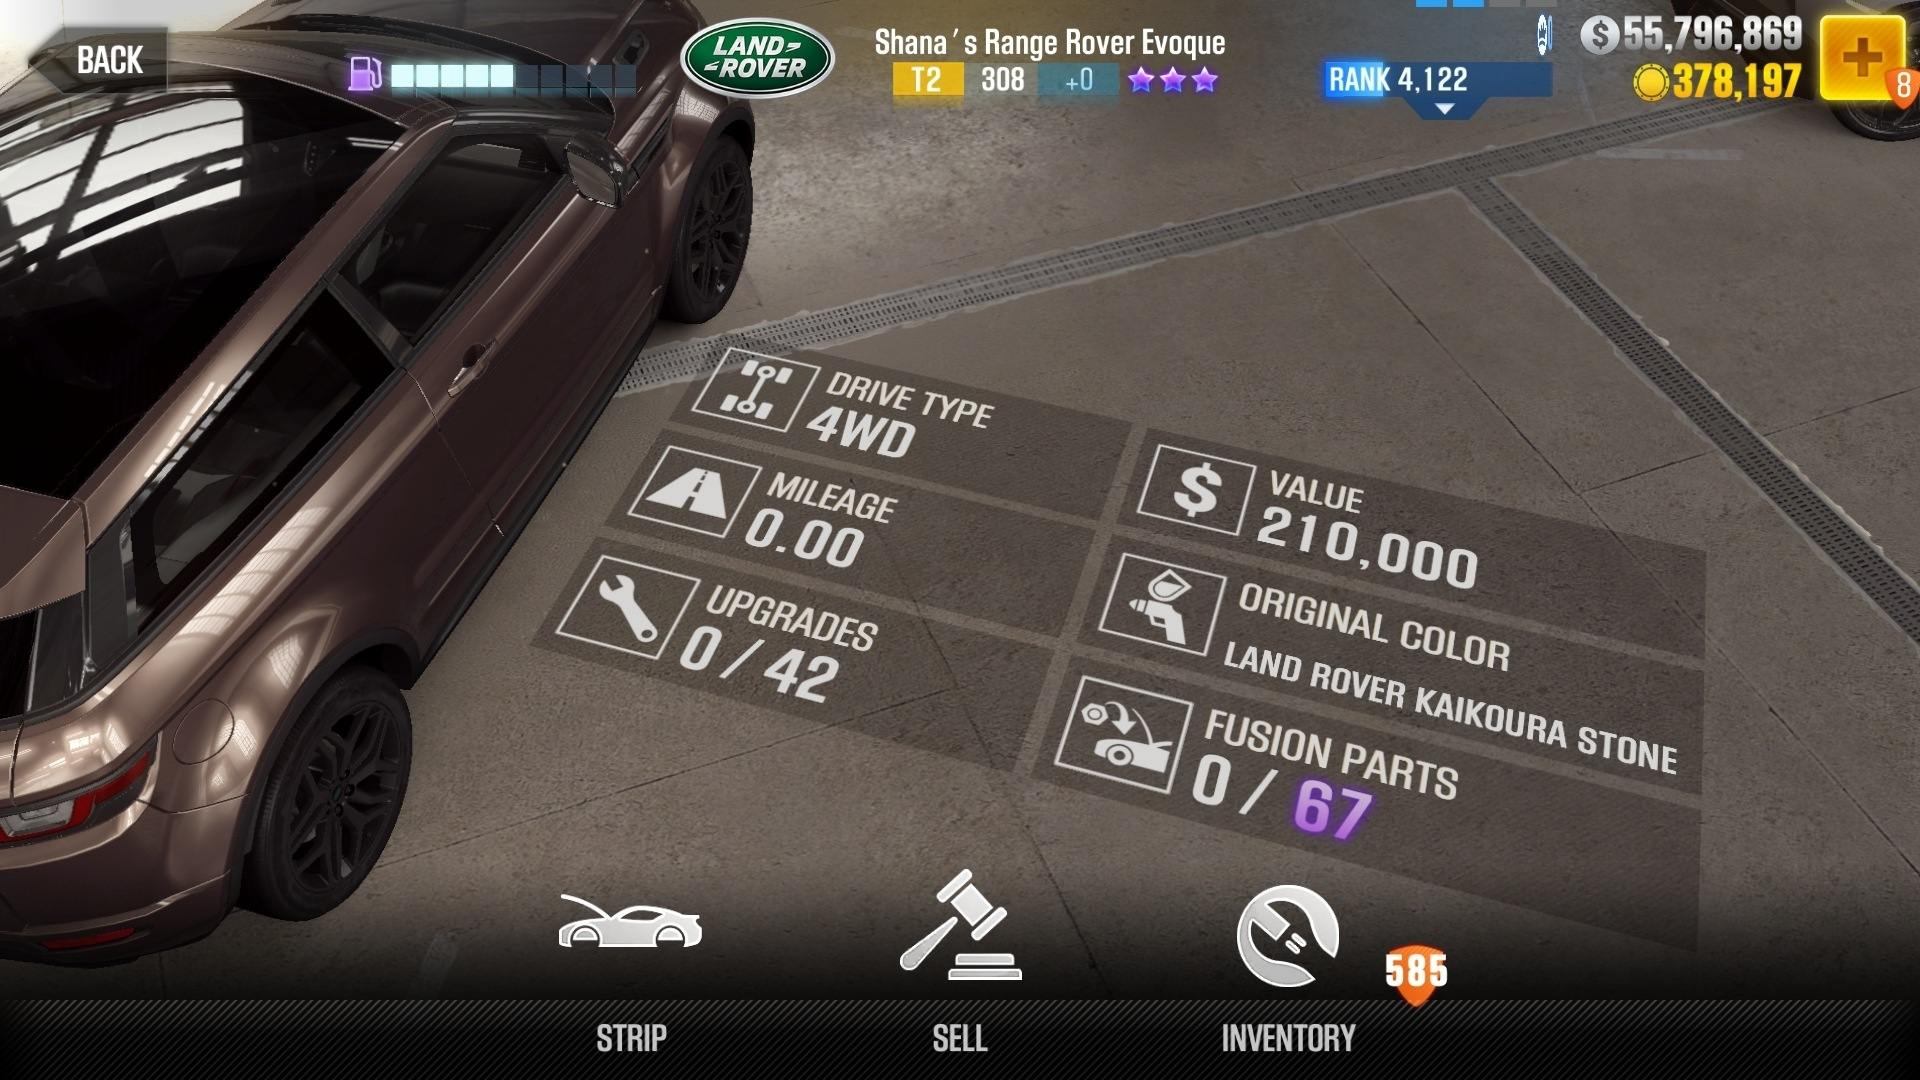 BACK
LAND-
-ROVER
Shana's Range Rover Evoque
T2 308 +0
RANK 4,122
$ 55,796,869
378,197
+
8
DRIVE TYPE
4WD
MILEAGE
0.00
UPGRADES
0 / 42
$ VALUE
210,000
ORIGINAL COLOR
LAND ROVER KAIKOURA STONE
FUSION PARTS
0 / 67
585
STRIP
SELL
INVENTORY